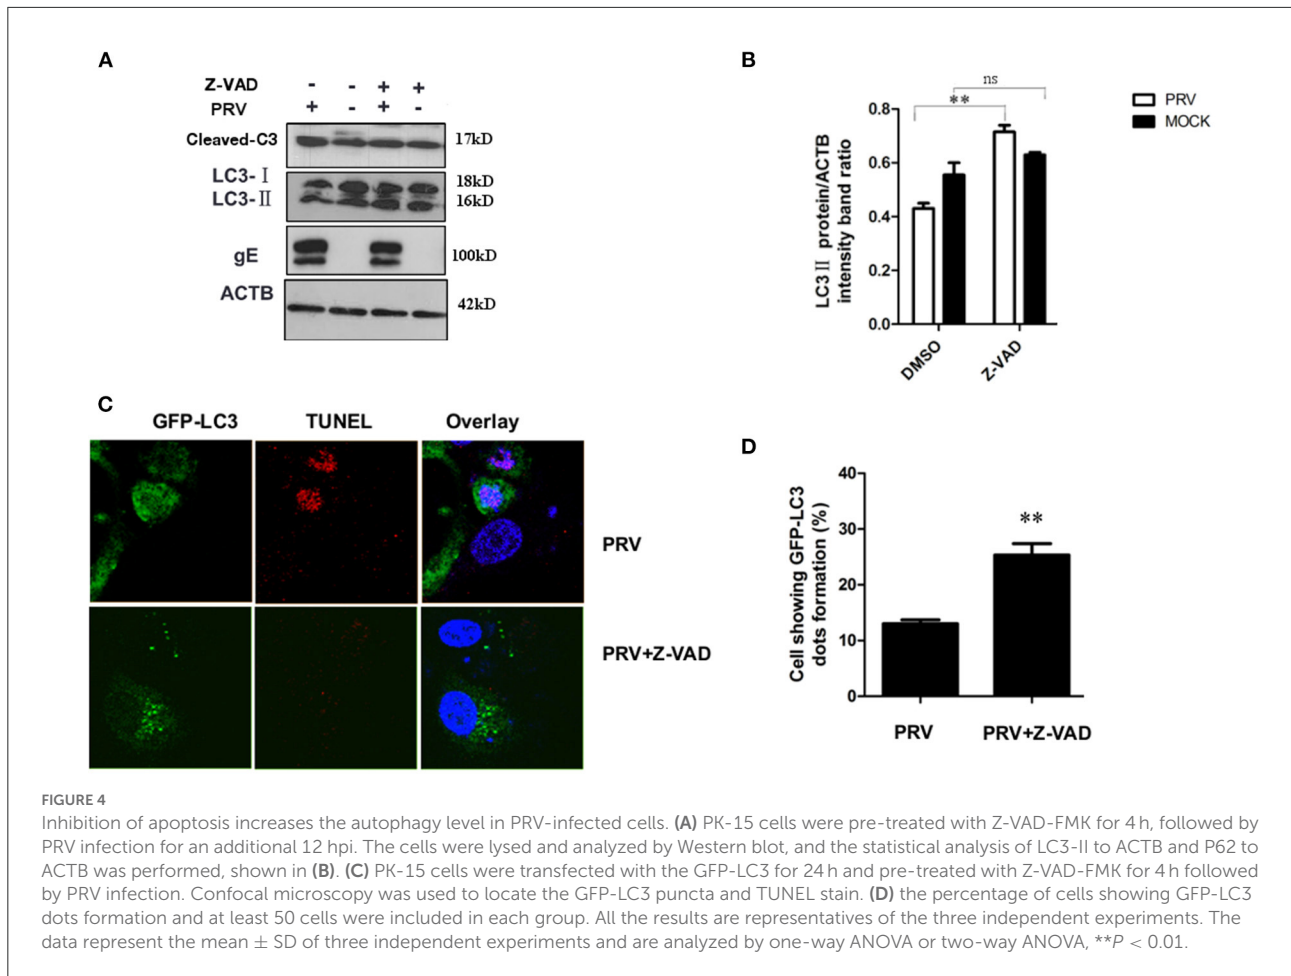 A
Z-VAD - - + +
PRV + - + -
Cleaved-C3 17kD
LC3-Ⅰ 18kD
LC3-Ⅱ 16kD
gE 100kD
ACTB 42kD
B
ns
**
PRV
MOCK
LC3Ⅱ protein/ACTB
intensity band ratio
0.8
0.6
0.4
0.2
0.0
DMSO Z-VAD
C
GFP-LC3 TUNEL Overlay
PRV
PRV+Z-VAD
D
Cell showing GFP-LC3
dots formation (%)
40
30
20
10
0
**
PRV PRV+Z-VAD
FIGURE 4
Inhibition of apoptosis increases the autophagy level in PRV-infected cells. (A) PK-15 cells were pre-treated with Z-VAD-FMK for 4 h, followed by
PRV infection for an additional 12 hpi. The cells were lysed and analyzed by Western blot, and the statistical analysis of LC3-II to ACTB and P62 to
ACTB was performed, shown in (B). (C) PK-15 cells were transfected with the GFP-LC3 for 24 h and pre-treated with Z-VAD-FMK for 4 h followed
by PRV infection. Confocal microscopy was used to locate the GFP-LC3 puncta and TUNEL stain. (D) the percentage of cells showing GFP-LC3
dots formation and at least 50 cells were included in each group. All the results are representatives of the three independent experiments. The
data represent the mean ± SD of three independent experiments and are analyzed by one-way ANOVA or two-way ANOVA, **P < 0.01.